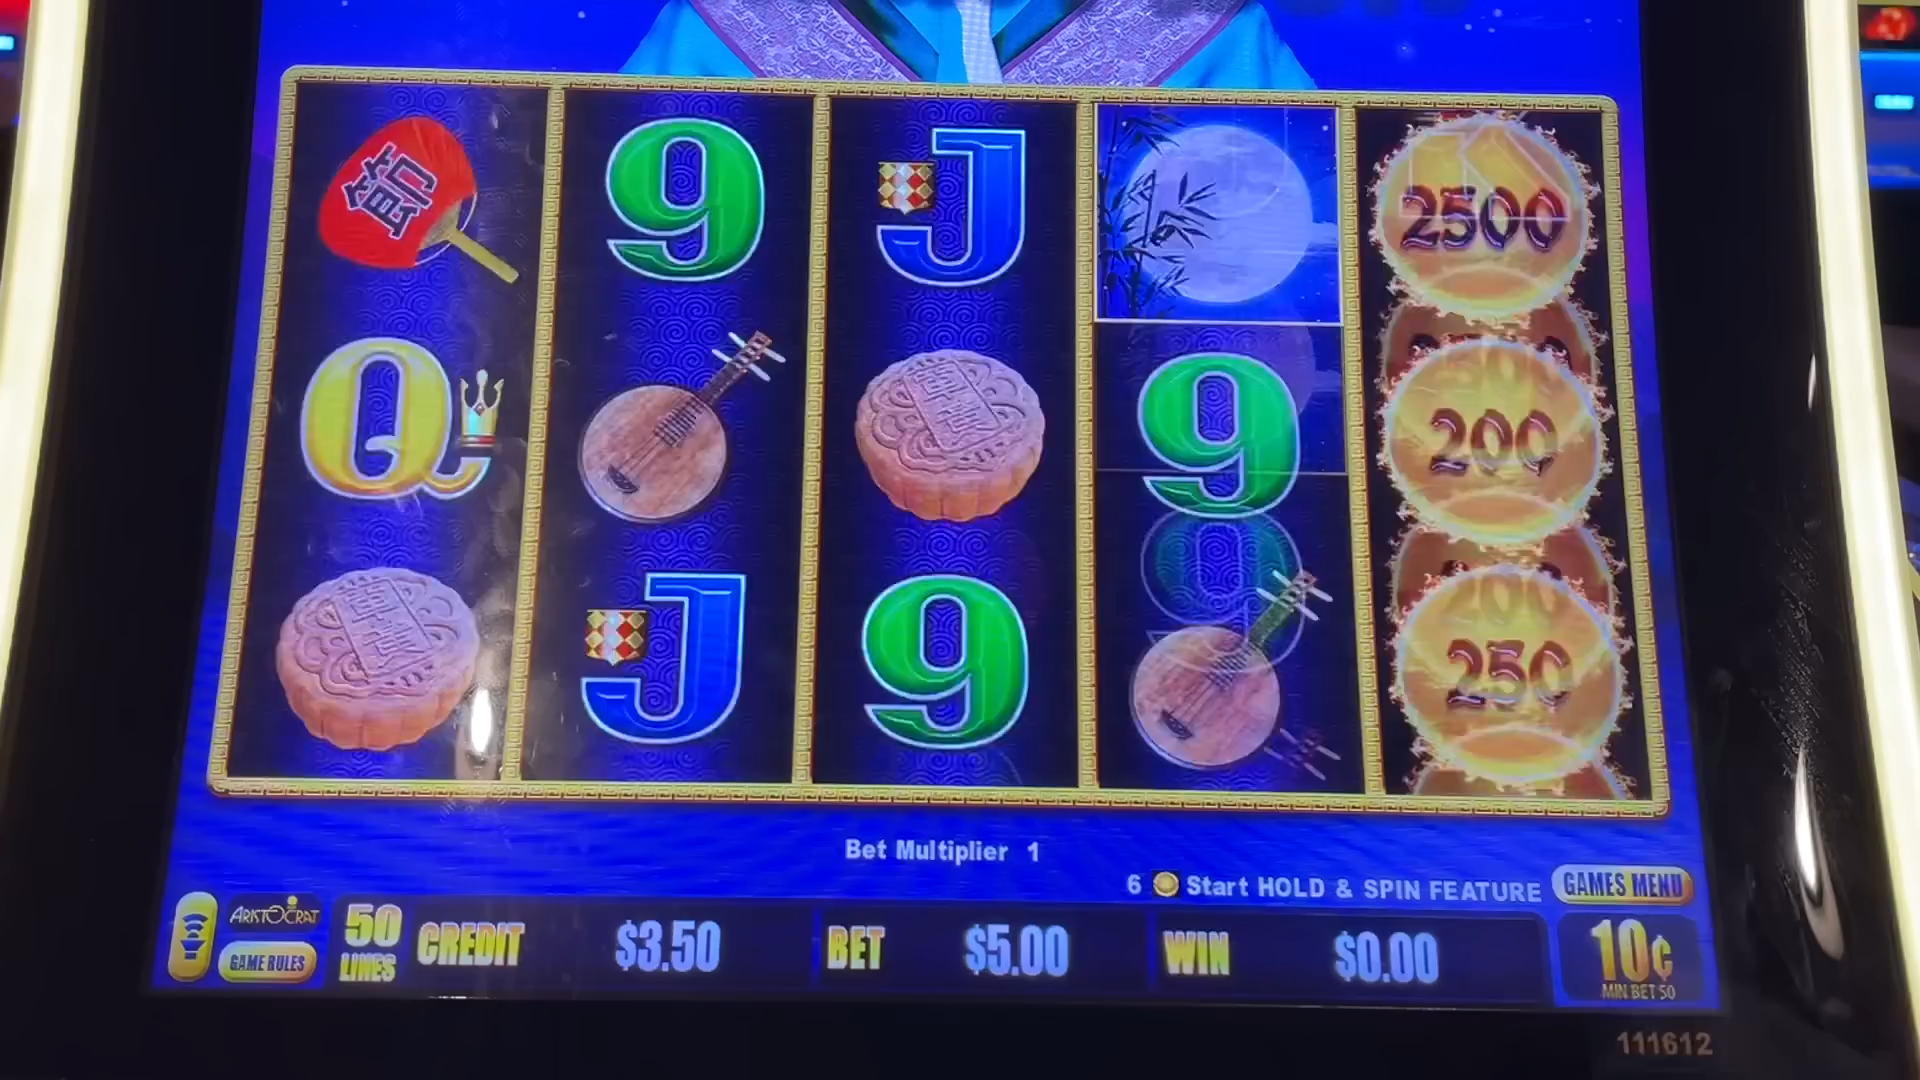 節
9
J
2500
Q
9
200
J
9
250
Bet Multiplier 1
6 Start HOLD & SPIN FEATURE
GAMES MENU
ARISTOCRAT
GAME RULES
50
LINES
CREDIT $3.50
BET $5.00
WIN $0.00
10¢
MIN BET 50
111612